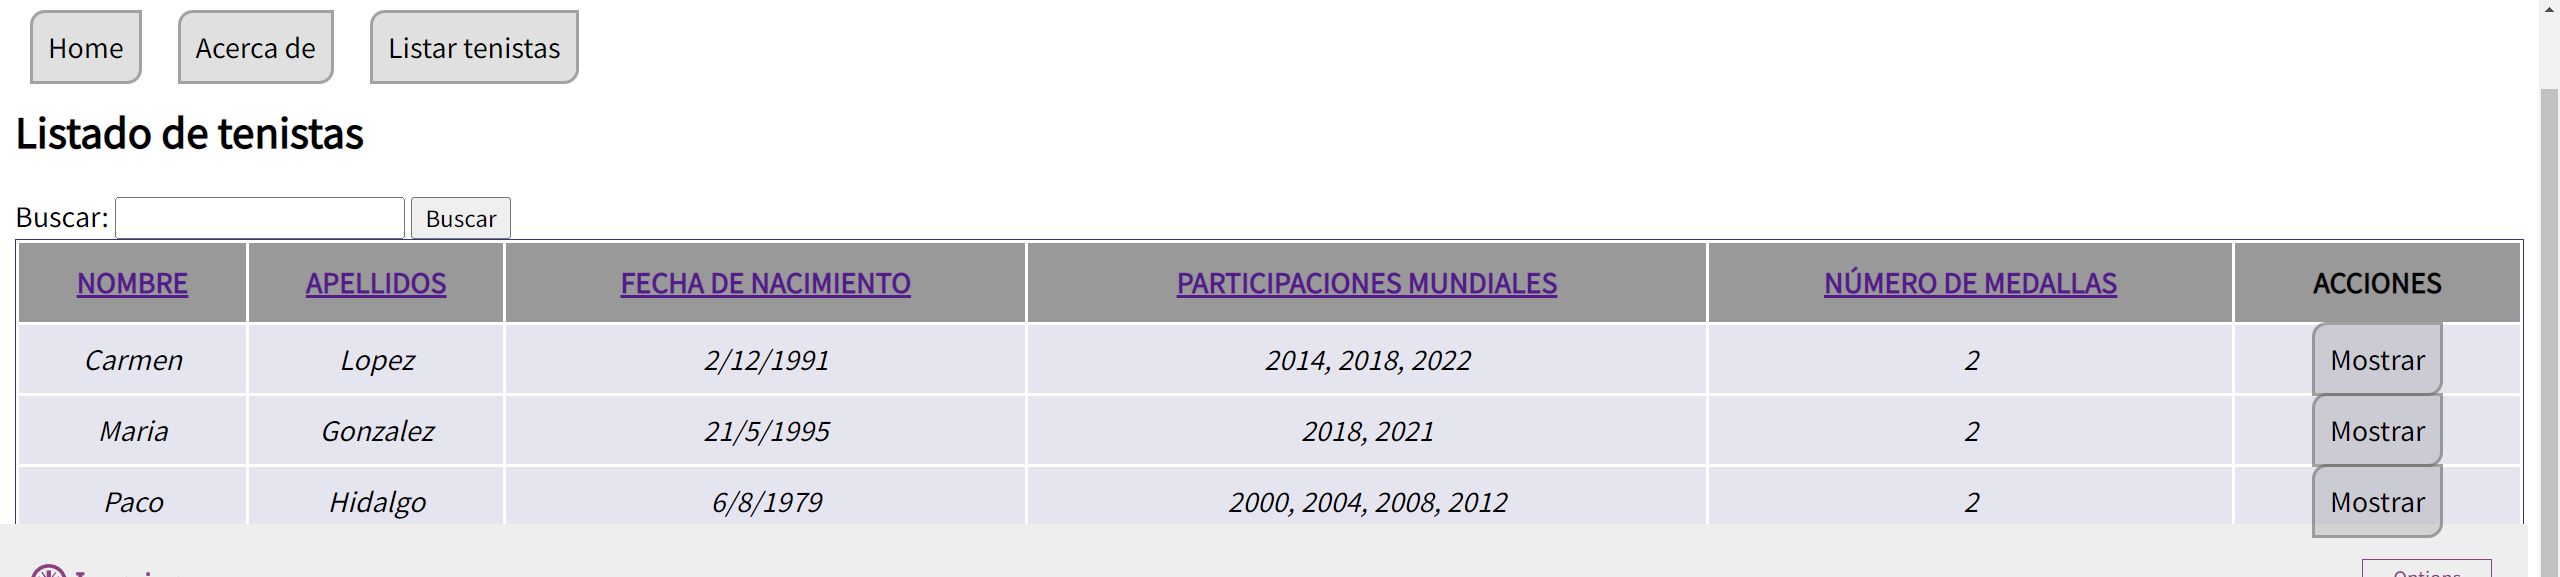 Home Acerca de Listar tenistas
Listado de tenistas
Buscar: Buscar
NOMBRE APELLIDOS FECHA DE NACIMIENTO PARTICIPACIONES MUNDIALES NÚMERO DE MEDALLAS ACCIONES
Carmen Lopez 2/12/1991 2014, 2018, 2022 2 Mostrar
Maria Gonzalez 21/5/1995 2018, 2021 2 Mostrar
Paco Hidalgo 6/8/1979 2000, 2004, 2008, 2012 2 Mostrar
Options